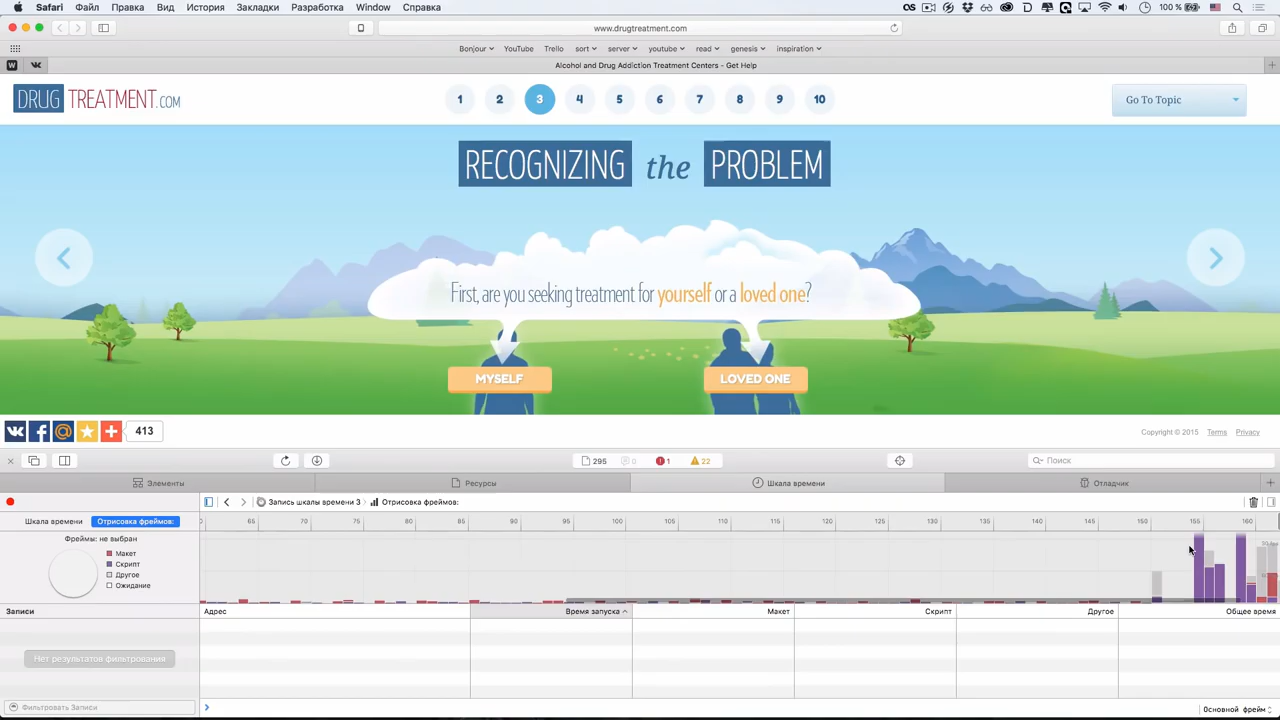 Safari Файл Правка Вид История Закладки Разработка Window Справка 100 %
www.drugtreatment.com
Bonjour YouTube Trello sort server youtube read genesis inspiration
W Alcohol and Drug Addiction Treatment Centers - Get Help
DRUG TREATMENT.COM 1 2 3 4 5 6 7 8 9 10 Go To Topic
RECOGNIZING the PROBLEM
First, are you seeking treatment for yourself or a loved one?
MYSELF LOVED ONE
413 Copyright © 2015 Terms Privacy
295 0 1 22 Поиск
Элементы Ресурсы Шкала времени Отладчик
Запись шкалы времени 3 Отрисовка фреймов:
Шкала времени Отрисовка фреймов: 65 70 75 80 85 90 95 100 105 110 115 120 125 130 135 140 145 150 155 160
Фреймы: не выбран
Макет
Скрипт
Другое
Ожидание
Записи Адрес Время запуска Макет Скрипт Другое Общее время
Нет результатов фильтрования
Фильтровать Записи Основной фрейм